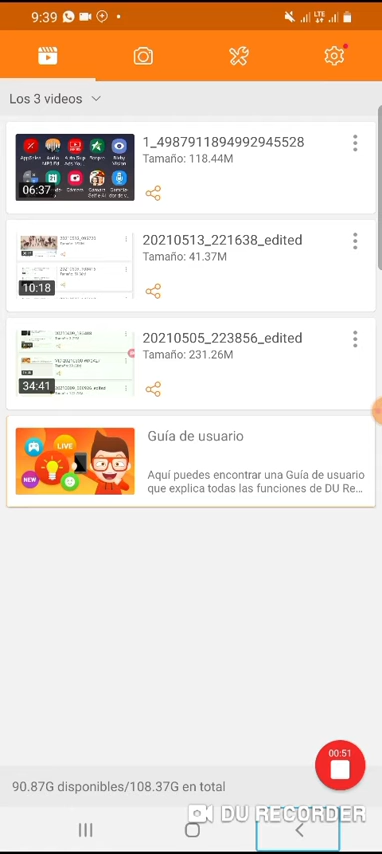 9:39
LTE
Los 3 videos
1_4987911894992945528
Tamaño: 118.44M
06:37
20210513_221638_edited
Tamaño: 41.37M
10:18
20210505_223856_edited
Tamaño: 231.26M
34:41
Guía de usuario
LIVE
NEW
Aquí puedes encontrar una Guía de usuario
que explica todas las funciones de DU Re...
00:51
90.87G disponibles/108.37G en total
DU RECORDER